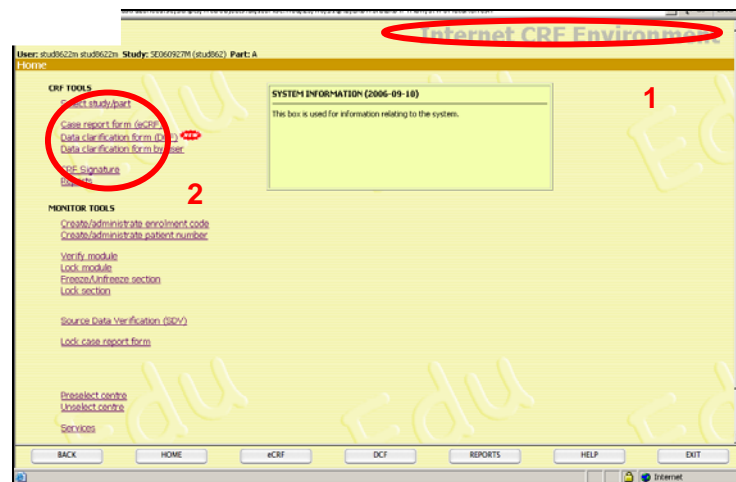 Internet CRF Environment
User: stud8622m stud8622m Study: SE060927M (stud862) Part: A
Home
CRF TOOLS
Select study/part
Case report form (eCRF)
Data clarification form (DCF)
Data clarification form by user
CRF Signature
Reports
SYSTEM INFORMATION (2006-09-10)
This box is used for information relating to the system.
1
2
MONITOR TOOLS
Create/administrate enrolment code
Create/administrate patient number
Verify module
Lock module
Freeze/Unfreeze section
Lock section
Source Data Verification (SDV)
Lock case report form
Preselect centre
Unselect centre
Services
Edu
BACK HOME eCRF DCF REPORTS HELP EXIT
Internet